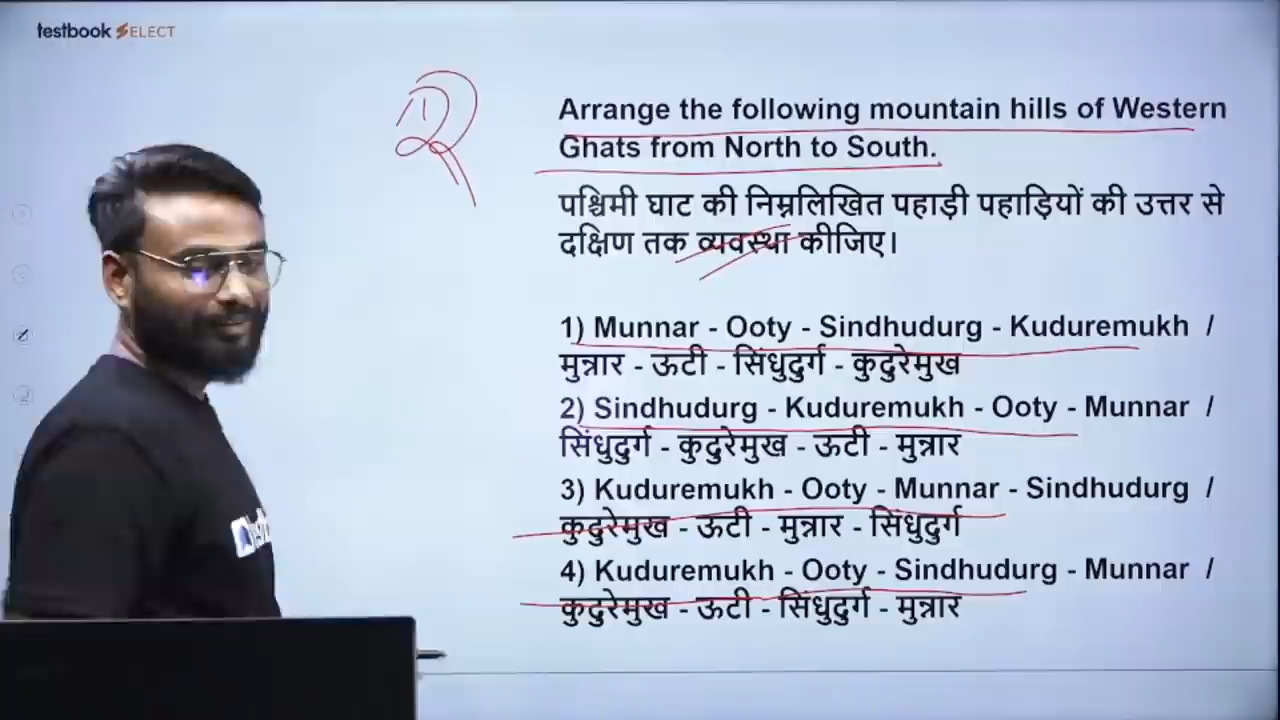 testbook SELECT
Arrange the following mountain hills of Western
Ghats from North to South.
पश्चिमी घाट की निम्नलिखित पहाड़ी पहाड़ियों की उत्तर से
दक्षिण तक व्यवस्था कीजिए।
1) Munnar - Ooty - Sindhudurg - Kuduremukh /
मुन्नार - ऊटी - सिंधुदुर्ग - कुदुरेमुख
2) Sindhudurg - Kuduremukh - Ooty - Munnar /
सिंधुदुर्ग - कुदुरेमुख - ऊटी - मुन्नार
3) Kuduremukh - Ooty - Munnar - Sindhudurg /
कुदुरेमुख - ऊटी - मुन्नार - सिंधुदुर्ग
4) Kuduremukh - Ooty - Sindhudurg - Munnar /
कुदुरेमुख - ऊटी - सिंधुदुर्ग - मुन्नार